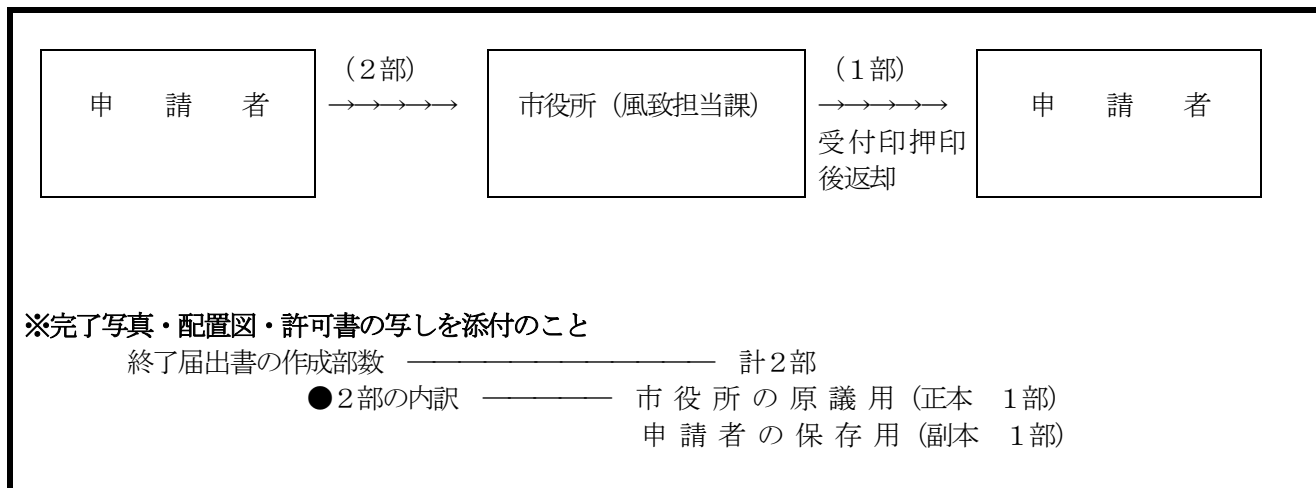 （２部）
（１部）
申　請　者
→→→→→
市役所（風致担当課）
→→→→→
申　請　者
受付印押印
後返却
※完了写真・配置図・許可書の写しを添付のこと
終了届出書の作成部数 ―――――――――――― 計２部
●２部の内訳 ――――― 市役所の原議用（正本　１部）
申請者の保存用（副本　１部）